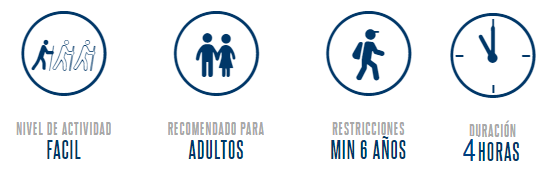 NIVEL DE ACTIVIDAD
FACIL
RECOMENDADO PARA
ADULTOS
RESTRICCIONES
MIN 6 AÑOS
DURACIÓN
4 HORAS